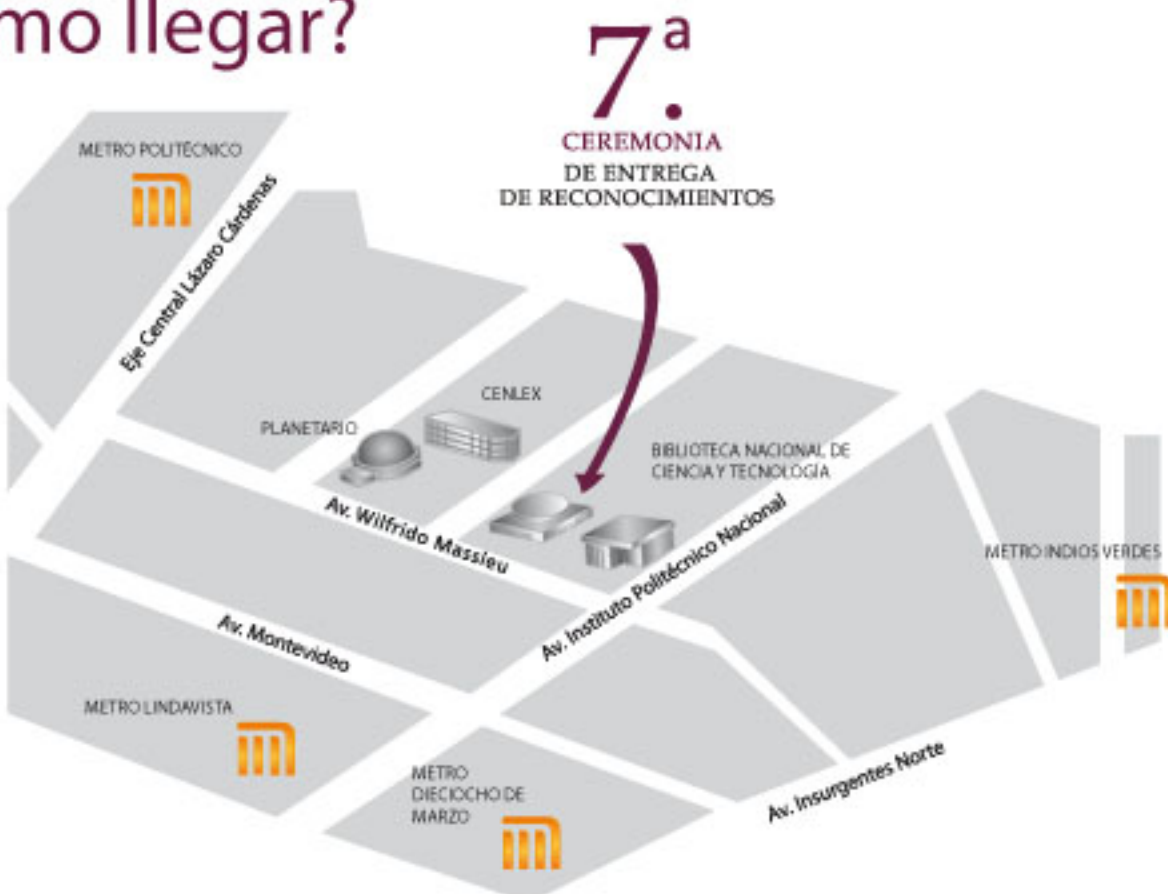 mo llegar?
7.ª
CEREMONIA
DE ENTREGA
DE RECONOCIMIENTOS
METRO POLITÉCNICO
Eje Central Lázaro Cárdenas
CENLEX
PLANETARIO
BIBLIOTECA NACIONAL DE
CIENCIA Y TECNOLOGÍA
Av. Wilfrido Massieu
Av. Instituto Politécnico Nacional
METRO INDIOS VERDES
Av. Montevideo
METRO LINDAVISTA
METRO
DIECIOCHO DE
MARZO
Av. Insurgentes Norte